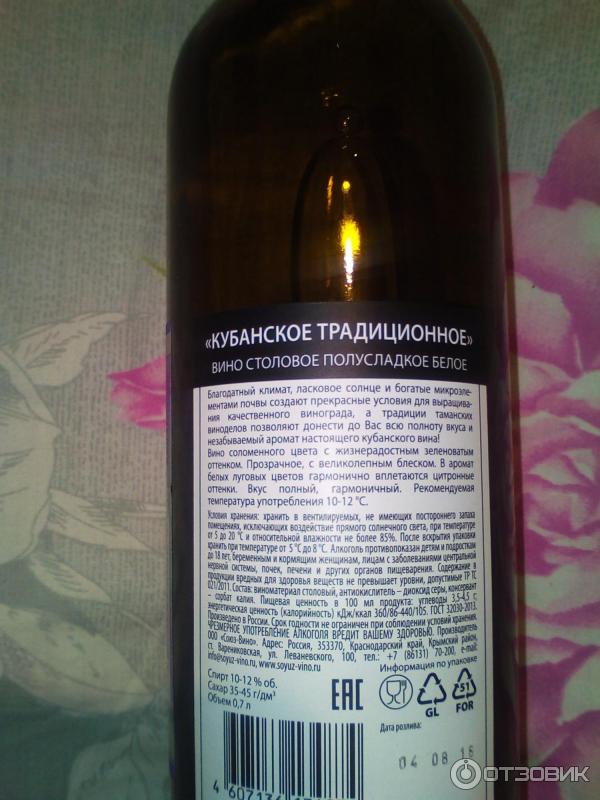 «КУБАНСКОЕ ТРАДИЦИОННОЕ»
ВИНО СТОЛОВОЕ ПОЛУСЛАДКОЕ БЕЛОЕ
Благодатный климат, ласковое солнце и богатые микроэле-
ментами почвы создают прекрасные условия для выращива-
ния качественного винограда, а традиции таманских
виноделов позволяют донести до Вас всю полноту вкуса и
незабываемый аромат настоящего кубанского вина!
Вино соломенного цвета с жизнерадостным зеленоватым
оттенком. Прозрачное, с великолепным блеском. В аромат
белых луговых цветов гармонично вплетаются цитронные
оттенки. Вкус полный, гармоничный. Рекомендуемая
температура употребления 10-12 °С.
Условия хранения: хранить в вентилируемых, не имеющих постороннего запаха
помещениях, исключающих воздействие прямого солнечного света, при температуре
от 5 до 20 °С и относительной влажности не более 85%. После вскрытия упаковки
хранить при температуре от 5 °С до 8 °С. Алкоголь противопоказан детям и подросткам
до 18 лет, беременным и кормящим женщинам, лицам с заболеваниями центральной
нервной системы, почек, печени и других органов пищеварения. Содержание в
продукции вредных для здоровья веществ не превышает уровни, допустимые ТР ТС
021/2011. Состав: виноматериал столовый, антиокислитель – диоксид серы, консервант
– сорбат калия. Пищевая ценность в 100 мл продукта: углеводы 3,5-4,5 г,
энергетическая ценность (калорийность) кДж/ккал 360/86-440/105. ГОСТ 32030-2013.
Произведено в России. Срок годности не ограничен при соблюдении условий хранения.
ЧРЕЗМЕРНОЕ УПОТРЕБЛЕНИЕ АЛКОГОЛЯ ВРЕДИТ ВАШЕМУ ЗДОРОВЬЮ. Производитель:
ООО «Союз-Вино». Адрес: Россия, 353370, Краснодарский край, Крымский район,
ст. Варениковская, ул. Леваневского, 100, тел.: +7 (86131) 70-200, e-mail:
info@soyuz-vino.ru, www.soyuz-vino.ru
Информация по упаковке
Спирт 10-12 % об.
Сахар 35-45 г/дм³
Объем 0,7 л
EAC
GL
51
FOR
Дата розлива:
04 08 16
4 607134
ОТЗОВИК